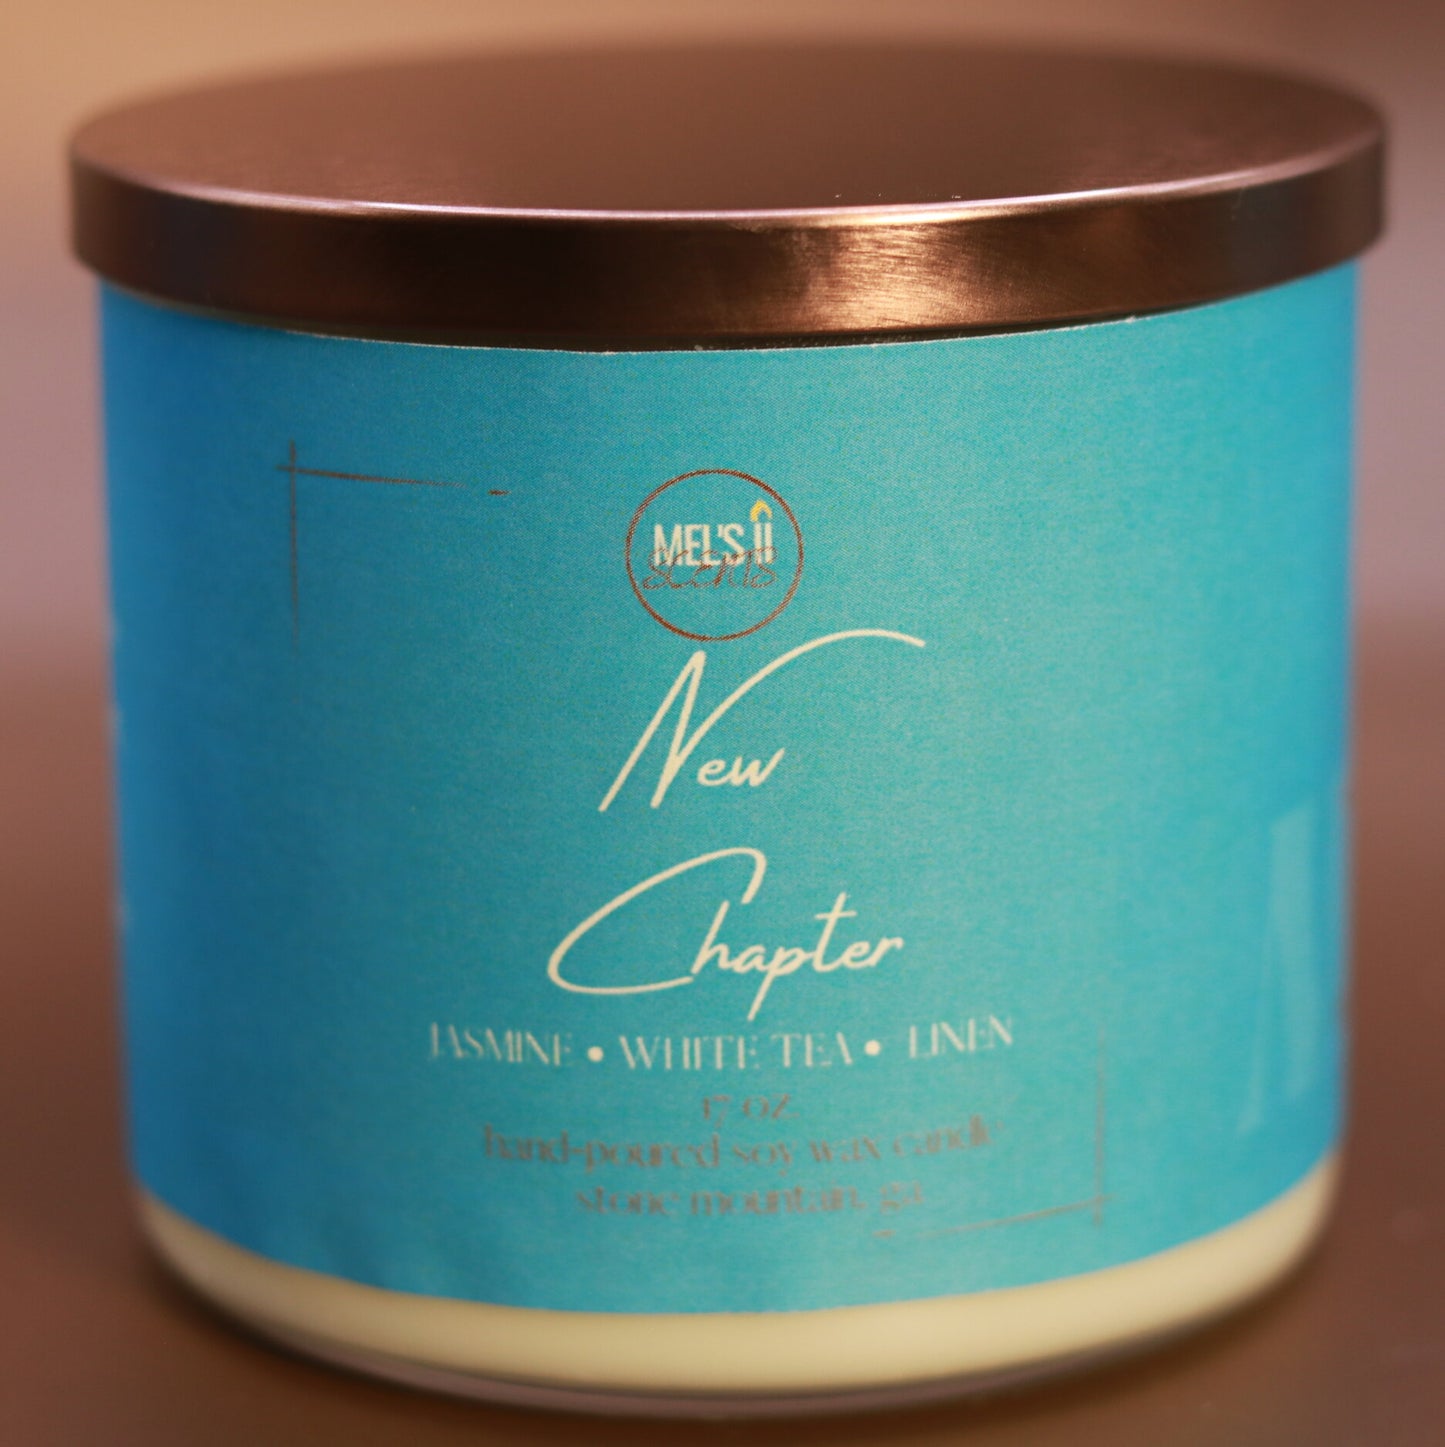 MEL'S
SCENTS
New
Chapter
JASMINE • WHITE TEA • LINEN
17 oz.
hand-poured soy wax candle
stone mountain, ga